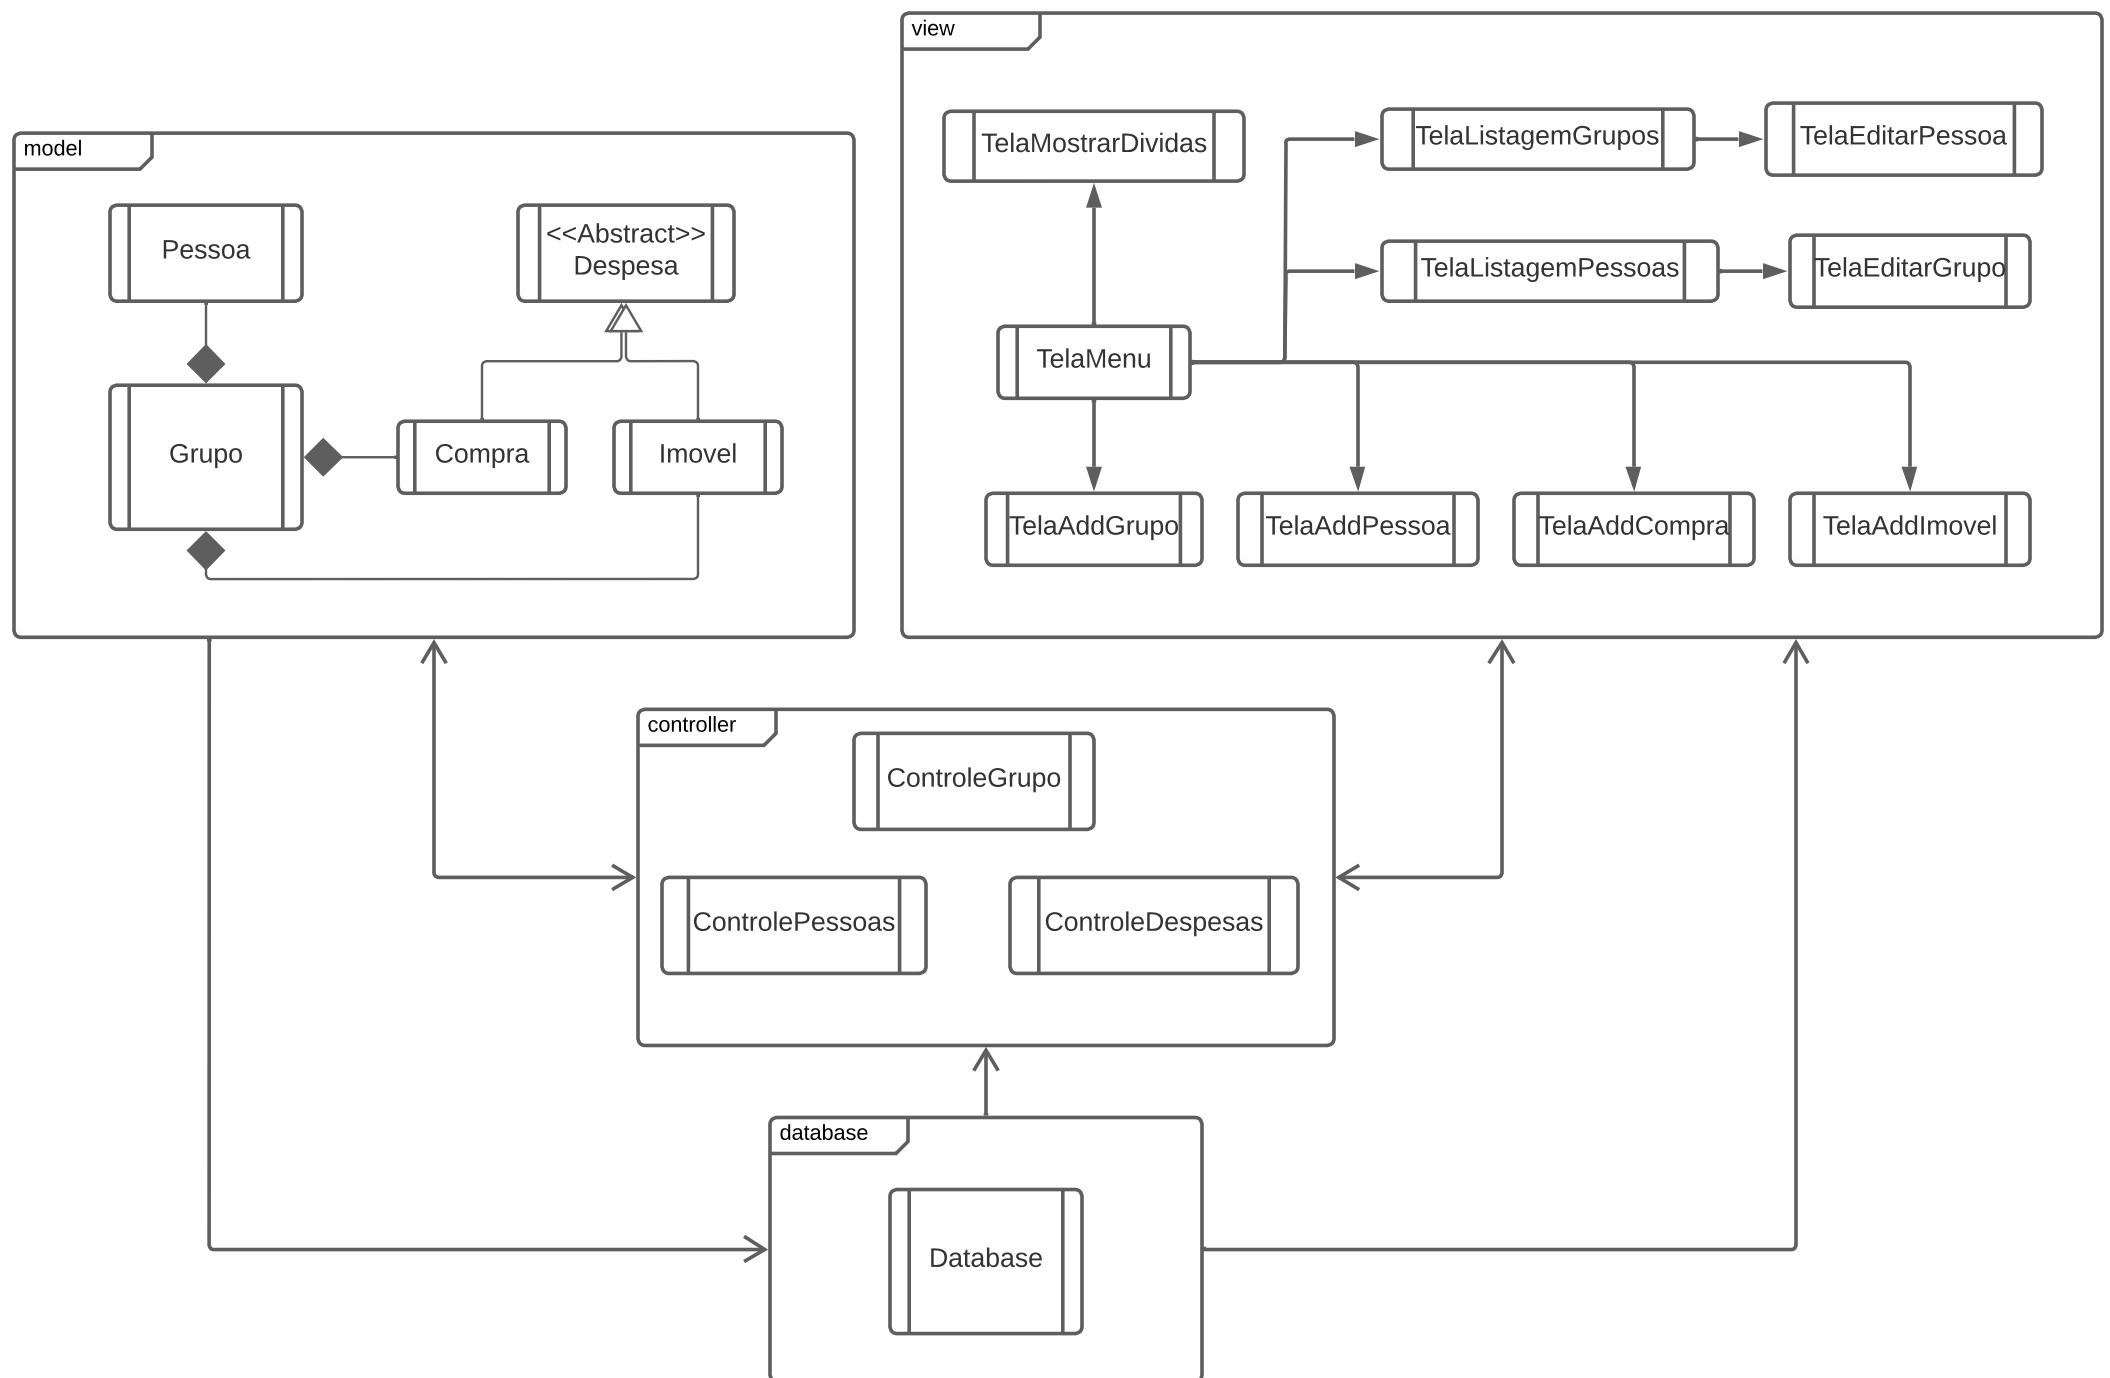 view
TelaMostrarDividas
TelaListagemGrupos
TelaEditarPessoa
TelaListagemPessoas
TelaEditarGrupo
TelaMenu
TelaAddGrupo
TelaAddPessoa
TelaAddCompra
TelaAddImovel
model
Pessoa
<<Abstract>>
Despesa
Grupo
Compra
Imovel
controller
ControleGrupo
ControlePessoas
ControleDespesas
database
Database